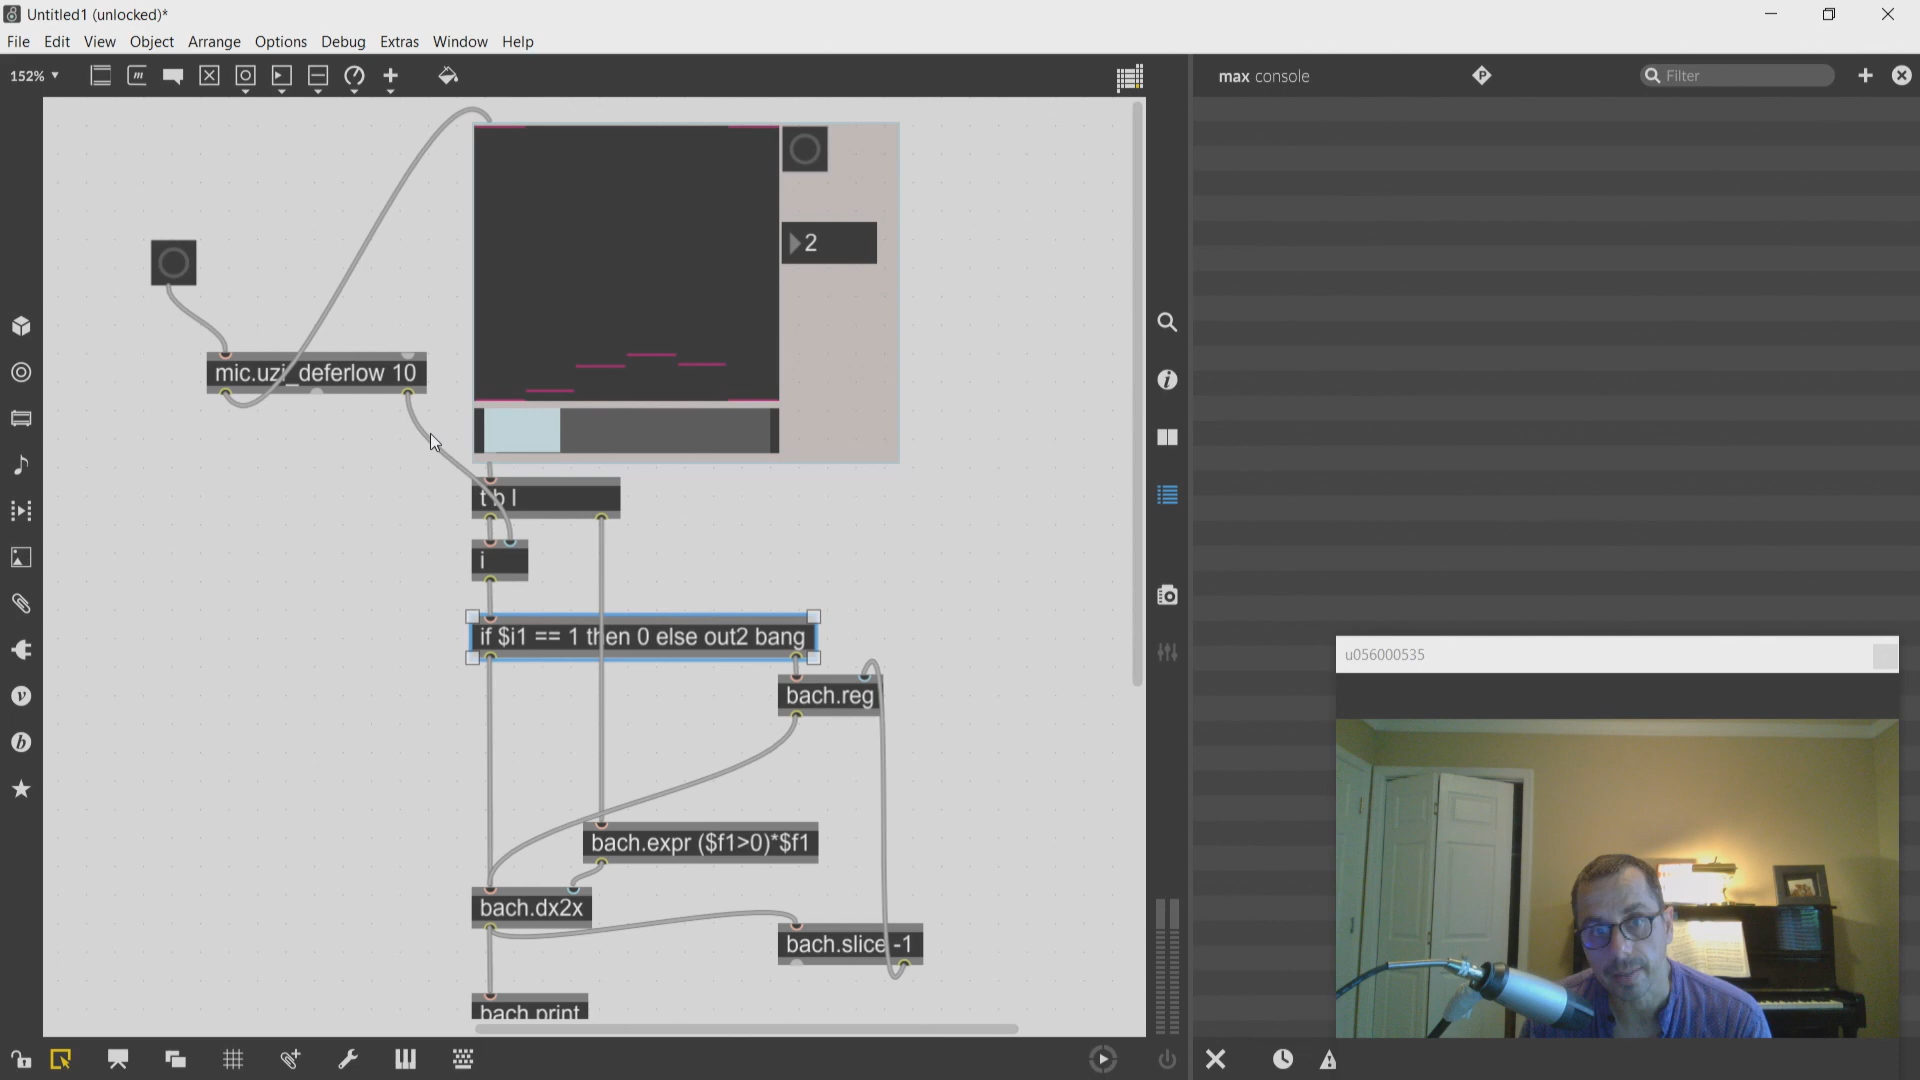 Untitled1 (unlocked)*
File Edit View Object Arrange Options Debug Extras Window Help
152%
max console
Filter
2
mic.uzi_deferlow 10
t b l
i
if $i1 == 1 then 0 else out2 bang
u056000535
bach.reg
bach.expr ($f1>0)*$f1
bach.dx2x
bach.slice -1
bach.print